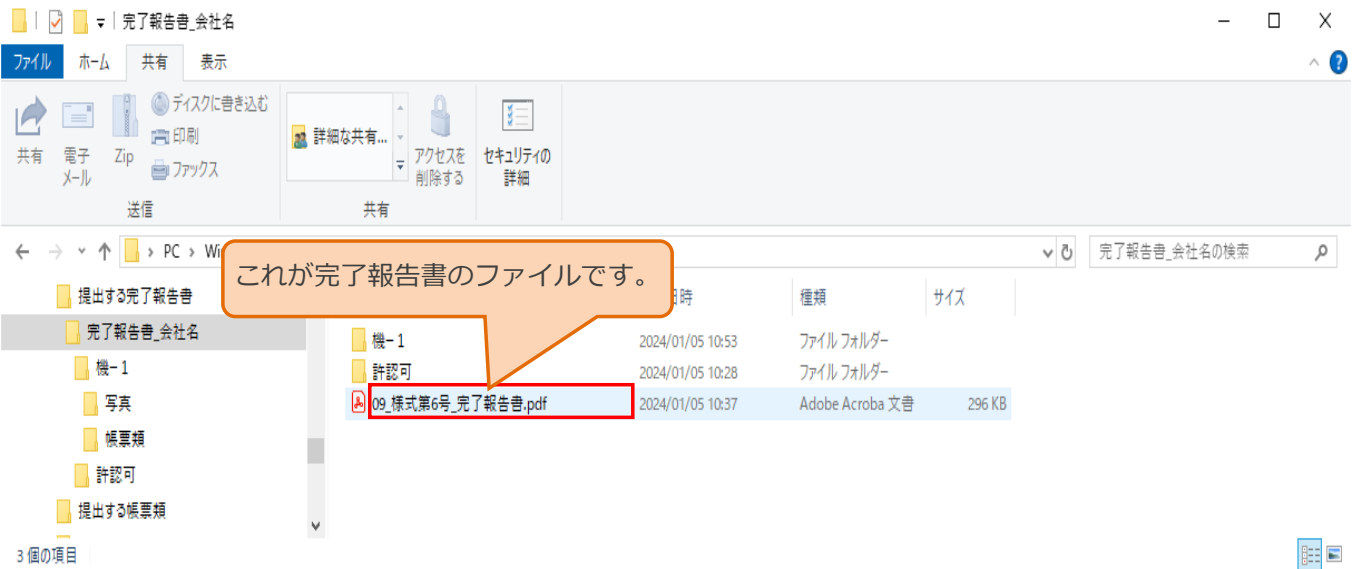 完了報告書_会社名
ファイル ホーム 共有 表示
共有
電子
メール
Zip
ディスクに書き込む
印刷
ファックス
送信
詳細な共有...
アクセスを
削除する
共有
セキュリティの
詳細
PC
完了報告書_会社名の検索
これが完了報告書のファイルです。
種類 サイズ
提出する完了報告書
完了報告書_会社名
機-1
写真
帳票類
許認可
提出する帳票類
機-1 2024/01/05 10:53 ファイル フォルダー
許認可 2024/01/05 10:28 ファイル フォルダー
09_様式第6号_完了報告書.pdf 2024/01/05 10:37 Adobe Acroba 文書 296 KB
3 個の項目